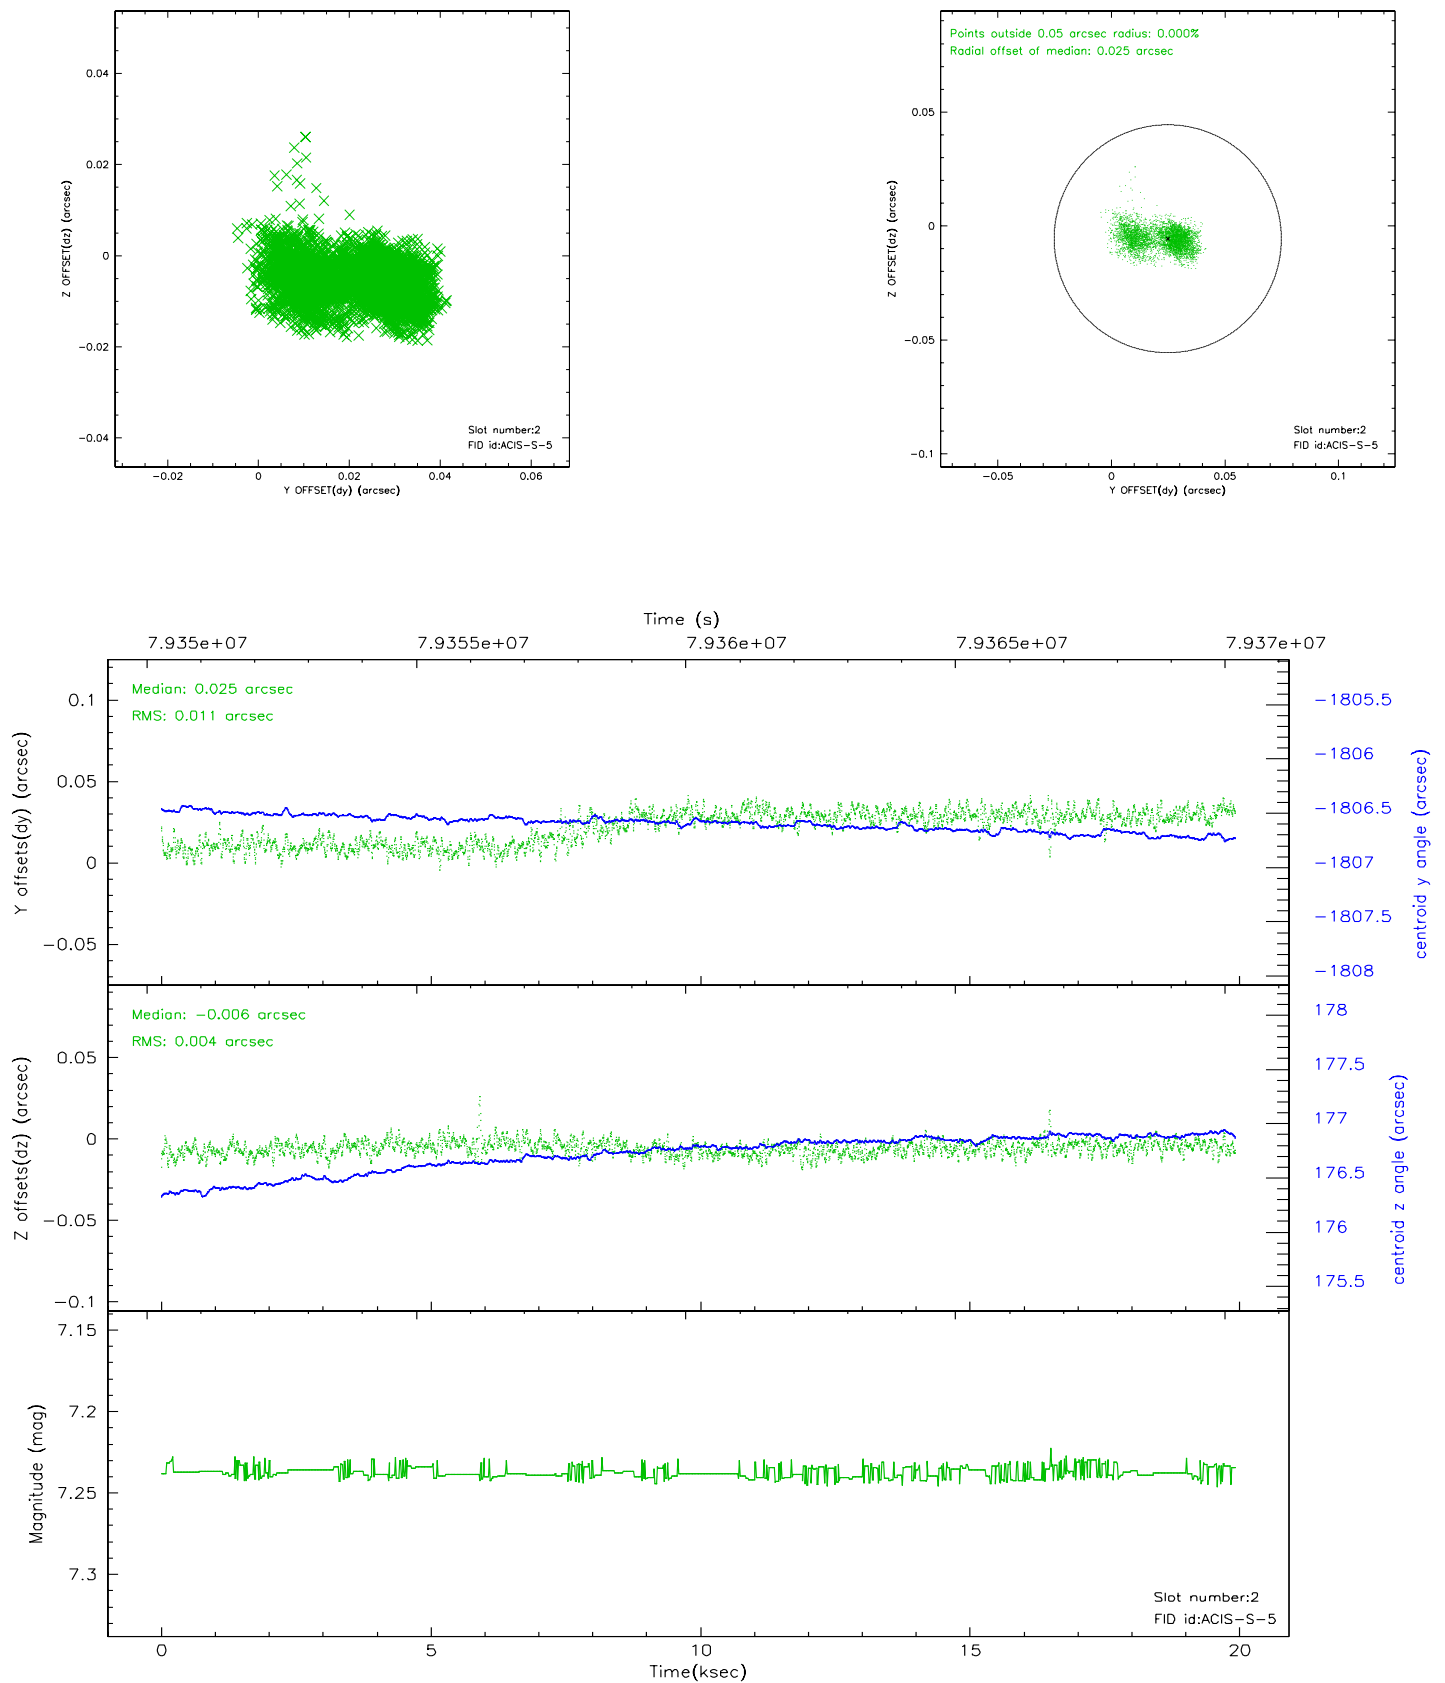 0.04
0.02
0
−0.02
−0.04
Z OFFSET(dz) (arcsec)
Slot number:2
FID id:ACIS−S−5
−0.02 0 0.02 0.04 0.06
Y OFFSET(dy) (arcsec)
Points outside 0.05 arcsec radius: 0.000%
Radial offset of median: 0.025 arcsec
0.05
0
−0.05
−0.1
Z OFFSET(dz) (arcsec)
Slot number:2
FID id:ACIS−S−5
−0.05 0 0.05 0.1
Y OFFSET(dy) (arcsec)
Time (s)
7.935e+07 7.9355e+07 7.936e+07 7.9365e+07 7.937e+07
Median: 0.025 arcsec
RMS: 0.011 arcsec
0.1
0.05
0
−0.05
Y offsets(dy) (arcsec)
−1805.5
−1806
−1806.5
−1807
−1807.5
−1808
centroid y angle (arcsec)
Median: −0.006 arcsec
RMS: 0.004 arcsec
0.05
0
−0.05
−0.1
Z offsets(dz) (arcsec)
178
177.5
177
176.5
176
175.5
centroid z angle (arcsec)
7.15
7.2
7.25
7.3
Magnitude (mag)
Slot number:2
FID id:ACIS−S−5
0 5 10 15 20
Time(ksec)